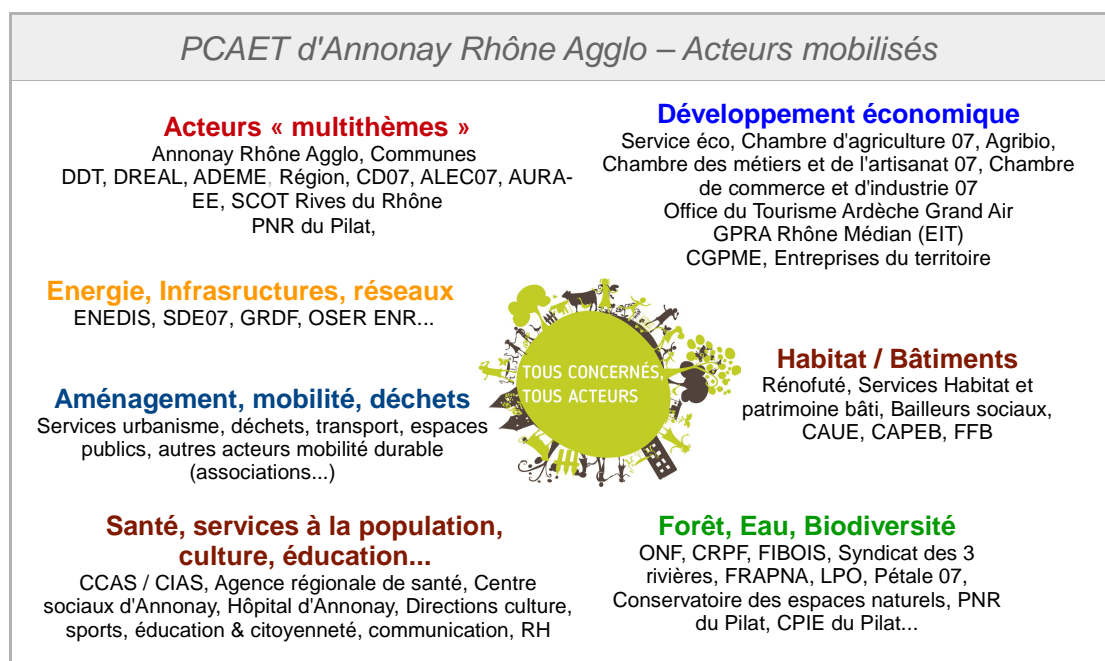 PCAET d'Annonay Rhône Agglo – Acteurs mobilisés
Acteurs « multithèmes »
Annonay Rhône Agglo, Communes
DDT, DREAL, ADEME, Région, CD07, ALEC07, AURA-
EE, SCOT Rives du Rhône
PNR du Pilat,
Développement économique
Service éco, Chambre d'agriculture 07, Agribio,
Chambre des métiers et de l'artisanat 07, Chambre
de commerce et d'industrie 07
Office du Tourisme Ardèche Grand Air
GPRA Rhône Médian (EIT)
CGPME, Entreprises du territoire
Energie, Infrasructures, réseaux
ENEDIS, SDE07, GRDF, OSER ENR...
TOUS CONCERNÉS,
TOUS ACTEURS
Habitat / Bâtiments
Rénofuté, Services Habitat et
patrimoine bâti, Bailleurs sociaux,
CAUE, CAPEB, FFB
Aménagement, mobilité, déchets
Services urbanisme, déchets, transport, espaces
publics, autres acteurs mobilité durable
(associations...)
Santé, services à la population,
culture, éducation...
CCAS / CIAS, Agence régionale de santé, Centre
sociaux d'Annonay, Hôpital d'Annonay, Directions culture,
sports, éducation & citoyenneté, communication, RH
Forêt, Eau, Biodiversité
ONF, CRPF, FIBOIS, Syndicat des 3
rivières, FRAPNA, LPO, Pétale 07,
Conservatoire des espaces naturels, PNR
du Pilat, CPIE du Pilat...